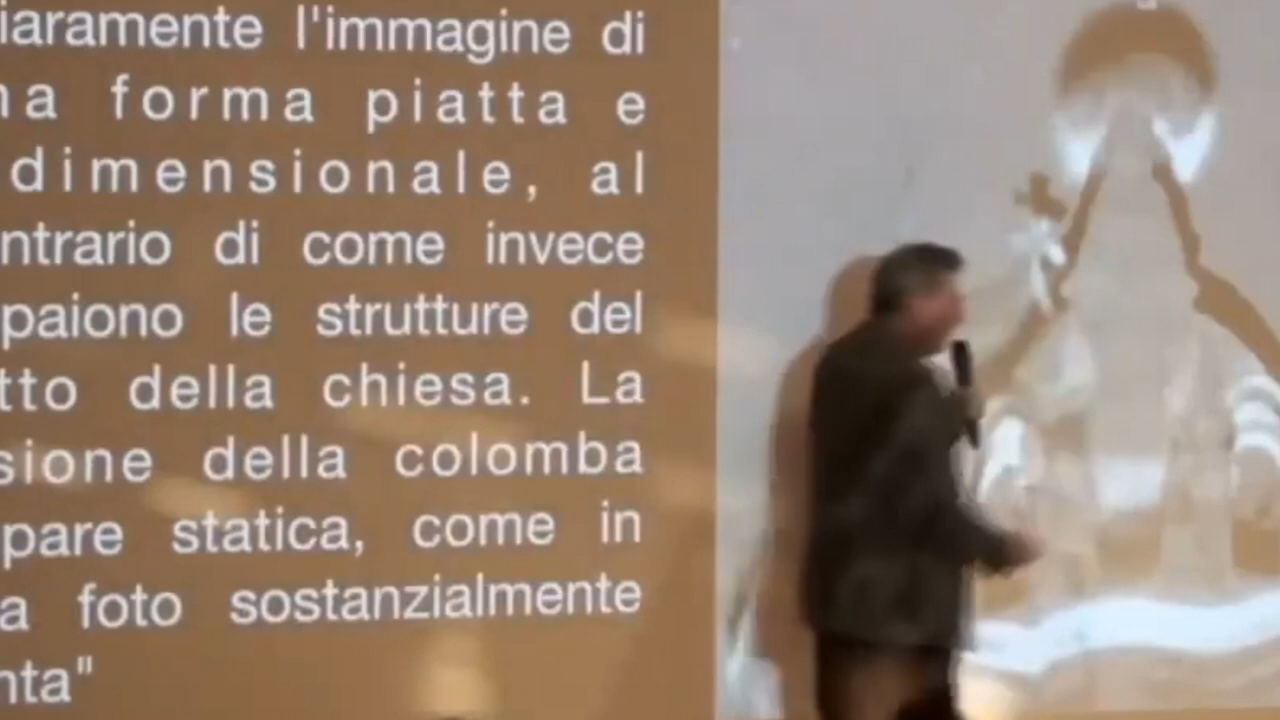 iaramente l'immagine di
na forma piatta e
dimensionale, al
ntrario di come invece
paiono le strutture del
tto della chiesa. La
sione della colomba
pare statica, come in
a foto sostanzialmente
nta"